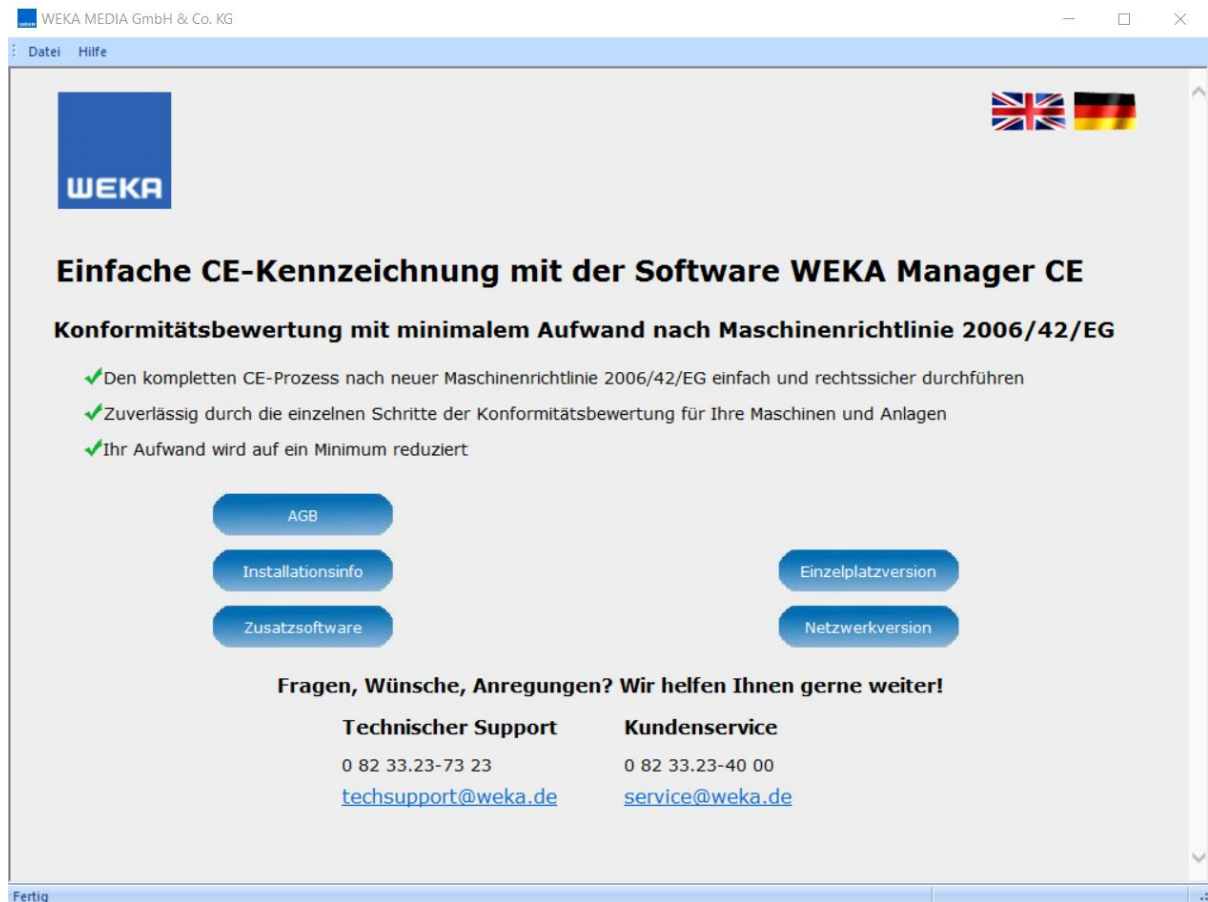 WEKA MEDIA GmbH & Co. KG
Datei Hilfe
WEKA
Einfache CE-Kennzeichnung mit der Software WEKA Manager CE
Konformitätsbewertung mit minimalem Aufwand nach Maschinenrichtlinie 2006/42/EG
Den kompletten CE-Prozess nach neuer Maschinenrichtlinie 2006/42/EG einfach und rechtssicher durchführen
Zuverlässig durch die einzelnen Schritte der Konformitätsbewertung für Ihre Maschinen und Anlagen
Ihr Aufwand wird auf ein Minimum reduziert
AGB
Installationsinfo
Einzelplatzversion
Zusatzsoftware
Netzwerkversion
Fragen, Wünsche, Anregungen? Wir helfen Ihnen gerne weiter!
Technischer Support
0 82 33.23-73 23
techsupport@weka.de
Kundenservice
0 82 33.23-40 00
service@weka.de
Fertig